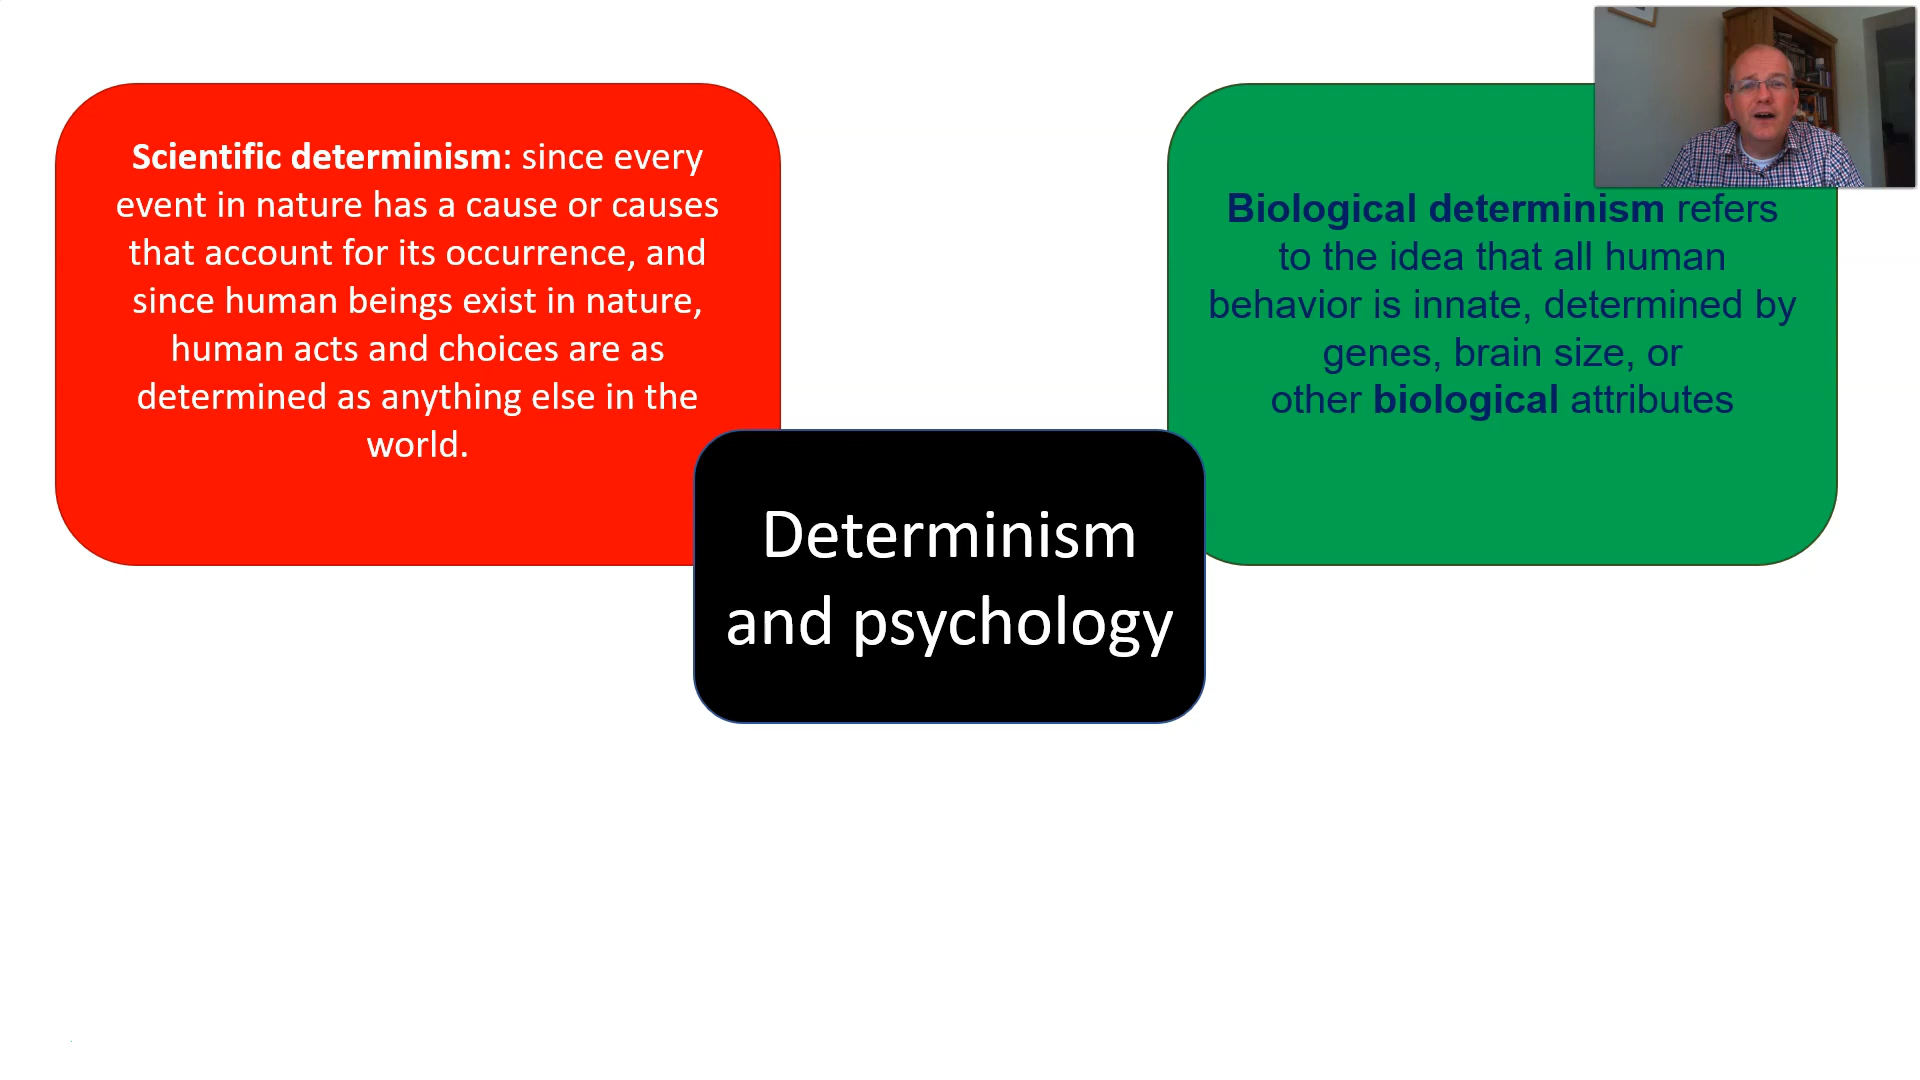 Scientific determinism: since every
event in nature has a cause or causes
that account for its occurrence, and
since human beings exist in nature,
human acts and choices are as
determined as anything else in the
world.
Biological determinism refers
to the idea that all human
behavior is innate, determined by
genes, brain size, or
other biological attributes
Determinism
and psychology